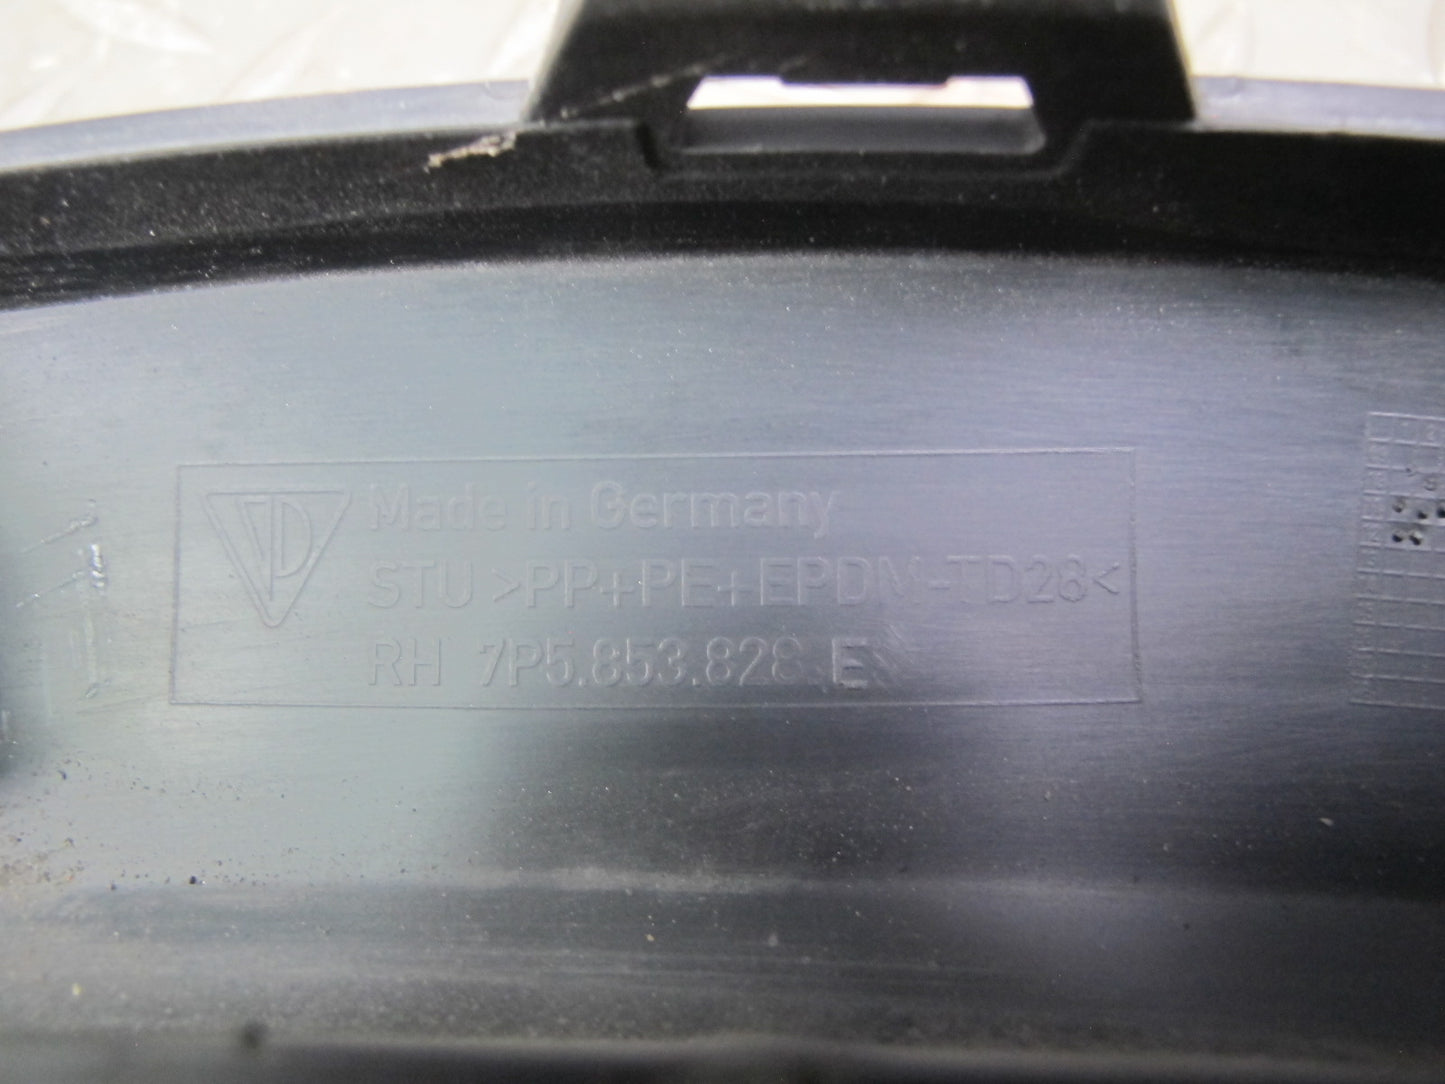 Made in Germany
STU >PP+PE+EPDM-TD28<
RH 7P5.853.828 E